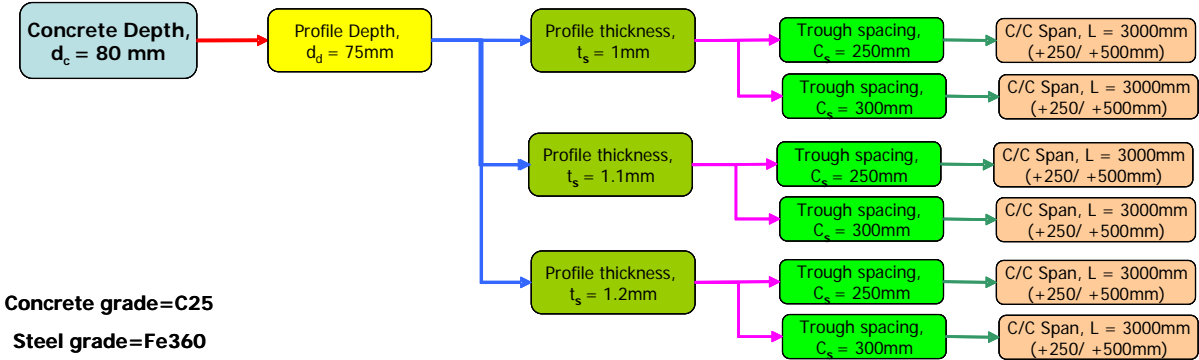 Concrete Depth,
dc = 80 mm
Profile Depth,
dd = 75mm
Profile thickness,
ts = 1mm
Trough spacing,
Cs = 250mm
C/C Span, L = 3000mm
(+250/ +500mm)
Trough spacing,
Cs = 300mm
C/C Span, L = 3000mm
(+250/ +500mm)
Profile thickness,
ts = 1.1mm
Trough spacing,
Cs = 250mm
C/C Span, L = 3000mm
(+250/ +500mm)
Trough spacing,
Cs = 300mm
C/C Span, L = 3000mm
(+250/ +500mm)
Profile thickness,
ts = 1.2mm
Trough spacing,
Cs = 250mm
C/C Span, L = 3000mm
(+250/ +500mm)
Trough spacing,
Cs = 300mm
C/C Span, L = 3000mm
(+250/ +500mm)
Concrete grade=C25
Steel grade=Fe360